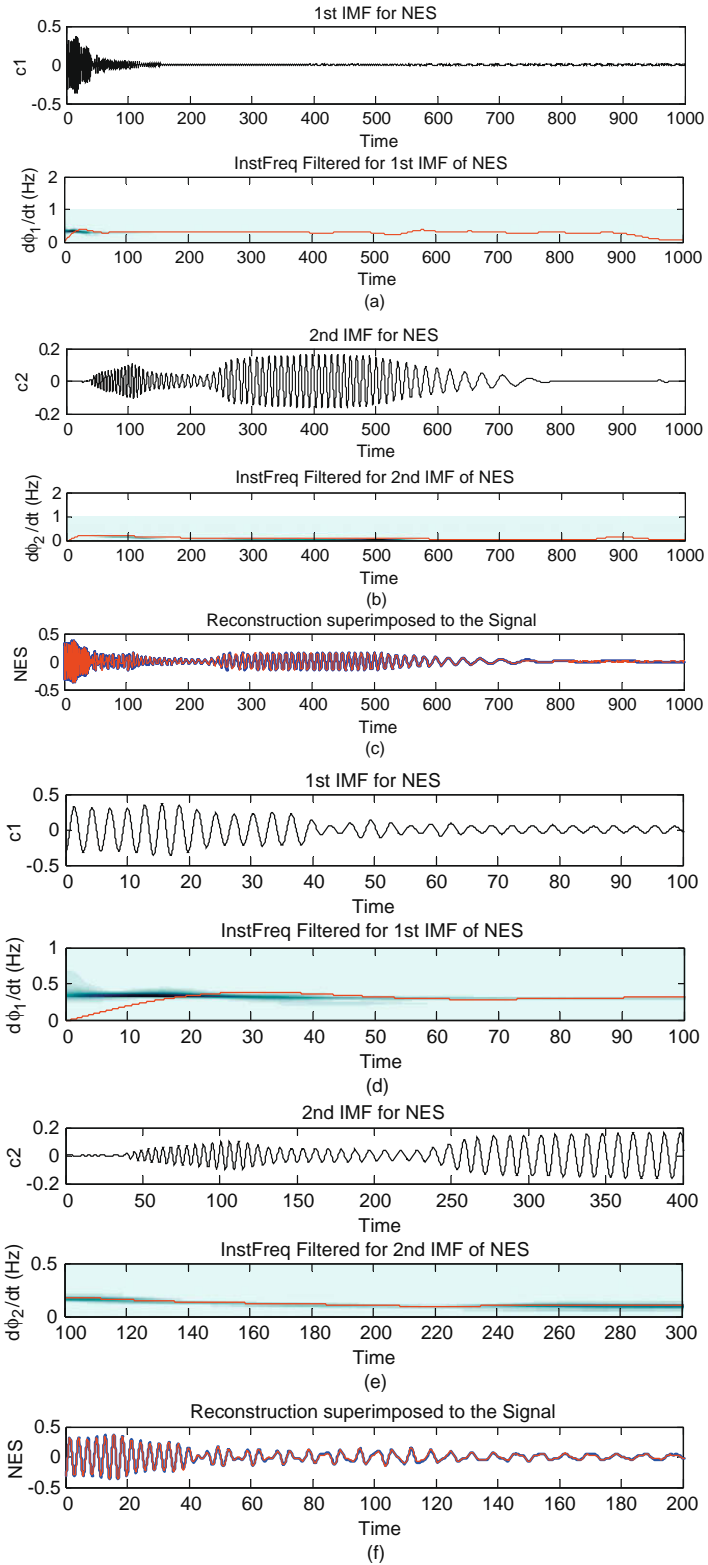 1st IMF for NES
0.5
0
-0.5
c1
0 100 200 300 400 500 600 700 800 900 1000
Time
InstFreq Filtered for 1st IMF of NES
2
1
0
dϕ1/dt (Hz)
0 100 200 300 400 500 600 700 800 900 1000
Time
(a)
2nd IMF for NES
0.2
0
-0.2
c2
0 100 200 300 400 500 600 700 800 900 1000
Time
InstFreq Filtered for 2nd IMF of NES
2
1
0
dϕ2/dt (Hz)
0 100 200 300 400 500 600 700 800 900 1000
Time
(b)
Reconstruction superimposed to the Signal
0.5
0
-0.5
NES
0 100 200 300 400 500 600 700 800 900 1000
Time
(c)
1st IMF for NES
0.5
0
-0.5
c1
0 10 20 30 40 50 60 70 80 90 100
Time
InstFreq Filtered for 1st IMF of NES
1
0.5
0
dϕ1/dt (Hz)
0 10 20 30 40 50 60 70 80 90 100
Time
(d)
2nd IMF for NES
0.2
0
-0.2
c2
0 50 100 150 200 250 300 350 400
Time
InstFreq Filtered for 2nd IMF of NES
0.5
0
dϕ2/dt (Hz)
100 120 140 160 180 200 220 240 260 280 300
Time
(e)
Reconstruction superimposed to the Signal
0.5
0
-0.5
NES
0 20 40 60 80 100 120 140 160 180 200
Time
(f)